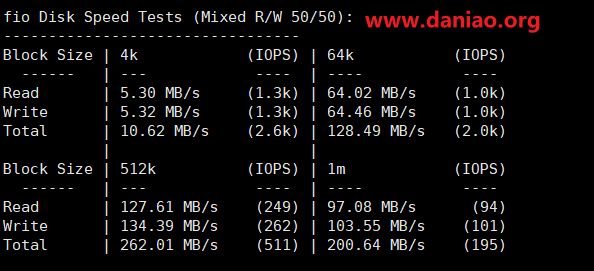 fio Disk Speed Tests (Mixed R/W 50/50): www.daniao.org
---------------------------------
Block Size | 4k            (IOPS) | 64k           (IOPS)
  ------   | ---            ----  | ----           ----
Read       | 5.30 MB/s     (1.3k) | 64.02 MB/s    (1.0k)
Write      | 5.32 MB/s     (1.3k) | 64.46 MB/s    (1.0k)
Total      | 10.62 MB/s    (2.6k) | 128.49 MB/s   (2.0k)
           |                      |
Block Size | 512k          (IOPS) | 1m            (IOPS)
  ------   | ---            ----  | ----           ----
Read       | 127.61 MB/s    (249) | 97.08 MB/s      (94)
Write      | 134.39 MB/s    (262) | 103.55 MB/s    (101)
Total      | 262.01 MB/s    (511) | 200.64 MB/s    (195)